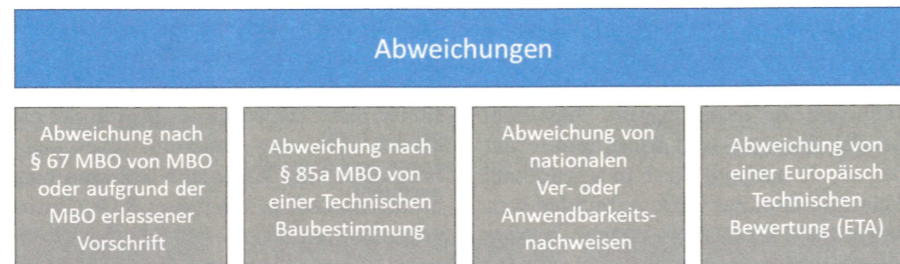 Abweichungen
Abweichung nach
§ 67 MBO von MBO
oder aufgrund der
MBO erlassener
Vorschrift
Abweichung nach
§ 85a MBO von
einer Technischen
Baubestimmung
Abweichung von
nationalen
Ver- oder
Anwendbarkeits-
nachweisen
Abweichung von
einer Europäisch
Technischen
Bewertung (ETA)